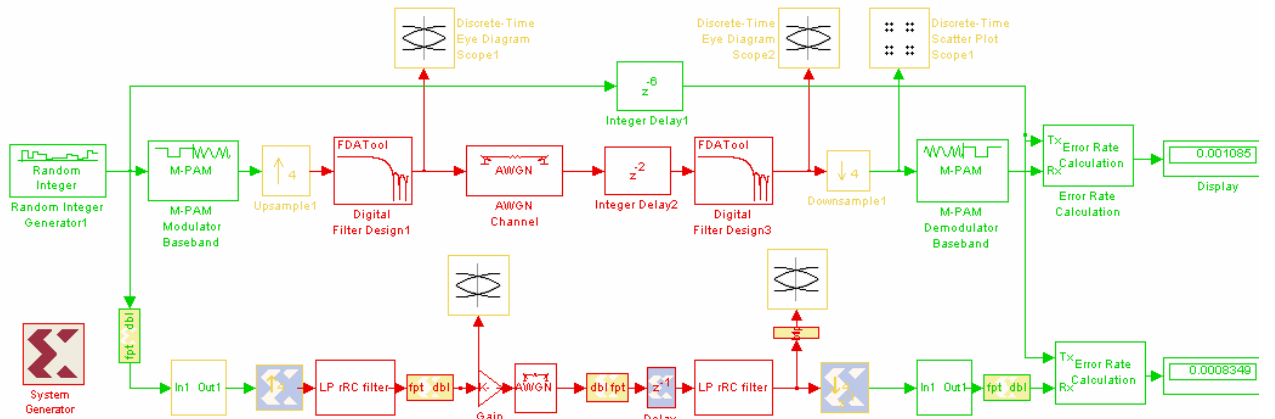 Discrete-Time
Eye Diagram
Scope1
Discrete-Time
Eye Diagram
Scope2
Discrete-Time
Scatter Plot
Scope1
z-6
Integer Delay1
Random
Integer
Random Integer
Generator1
M-PAM
M-PAM
Modulator
Baseband
4
Upsample1
FDATool
Digital
Filter Design1
AWGN
AWGN
Channel
z-2
Integer Delay2
FDATool
Digital
Filter Design3
4
Downsample1
M-PAM
M-PAM
Demodulator
Baseband
Tx
Rx
Error Rate
Calculation
Error Rate
Calculation
0.001085
Display
fpt dbl
System
Generator
In1 Out1
LP rRC filter
fpt dbl
K
Gain
AWGN
dbl fpt
z-1
Delay
LP rRC filter
4
In1 Out1
fpt dbl
Tx
Rx
Error Rate
Calculation
0.0008349